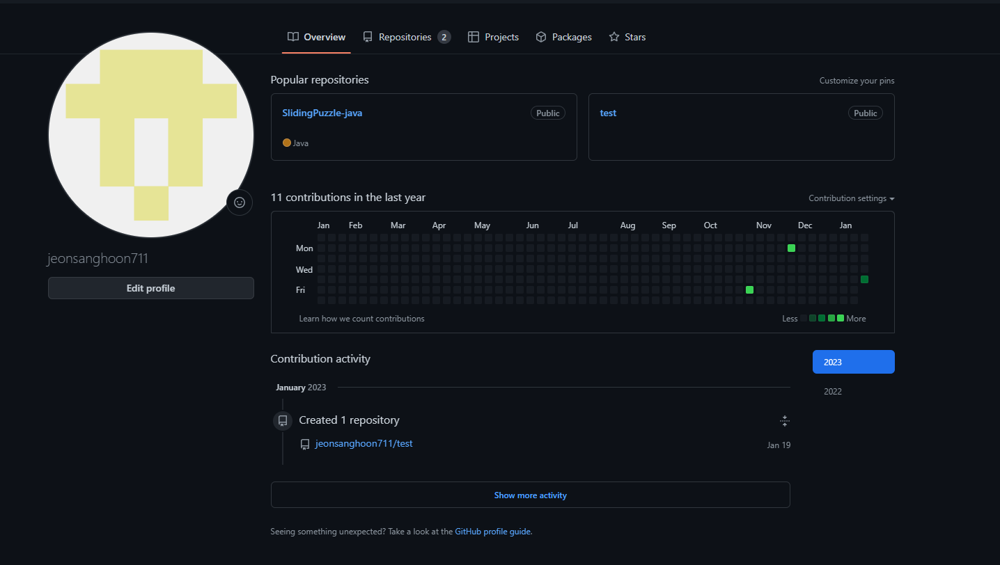 Overview Repositories 2 Projects Packages Stars
Popular repositories Customize your pins
SlidingPuzzle-java Public test Public
Java
11 contributions in the last year Contribution settings
Jan Feb Mar Apr May Jun Jul Aug Sep Oct Nov Dec Jan
Mon
Wed
Fri
Learn how we count contributions Less More
jeonsanghoon711
Edit profile
Contribution activity 2023
2022
January 2023
Created 1 repository
jeonsanghoon711/test Jan 19
Show more activity
Seeing something unexpected? Take a look at the GitHub profile guide.